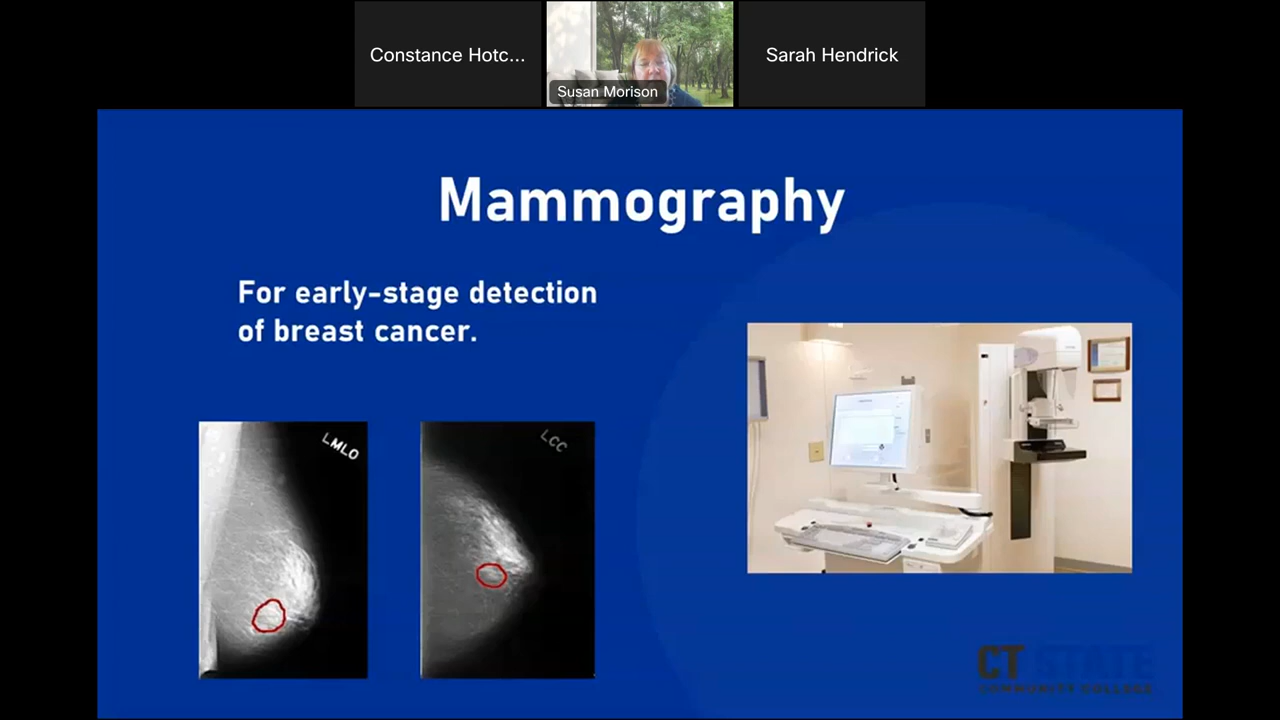 Constance Hotc...
Susan Morison
Sarah Hendrick
Mammography
For early-stage detection
of breast cancer.
LMLO
LCC
CT STATE
COMMUNITY COLLEGE